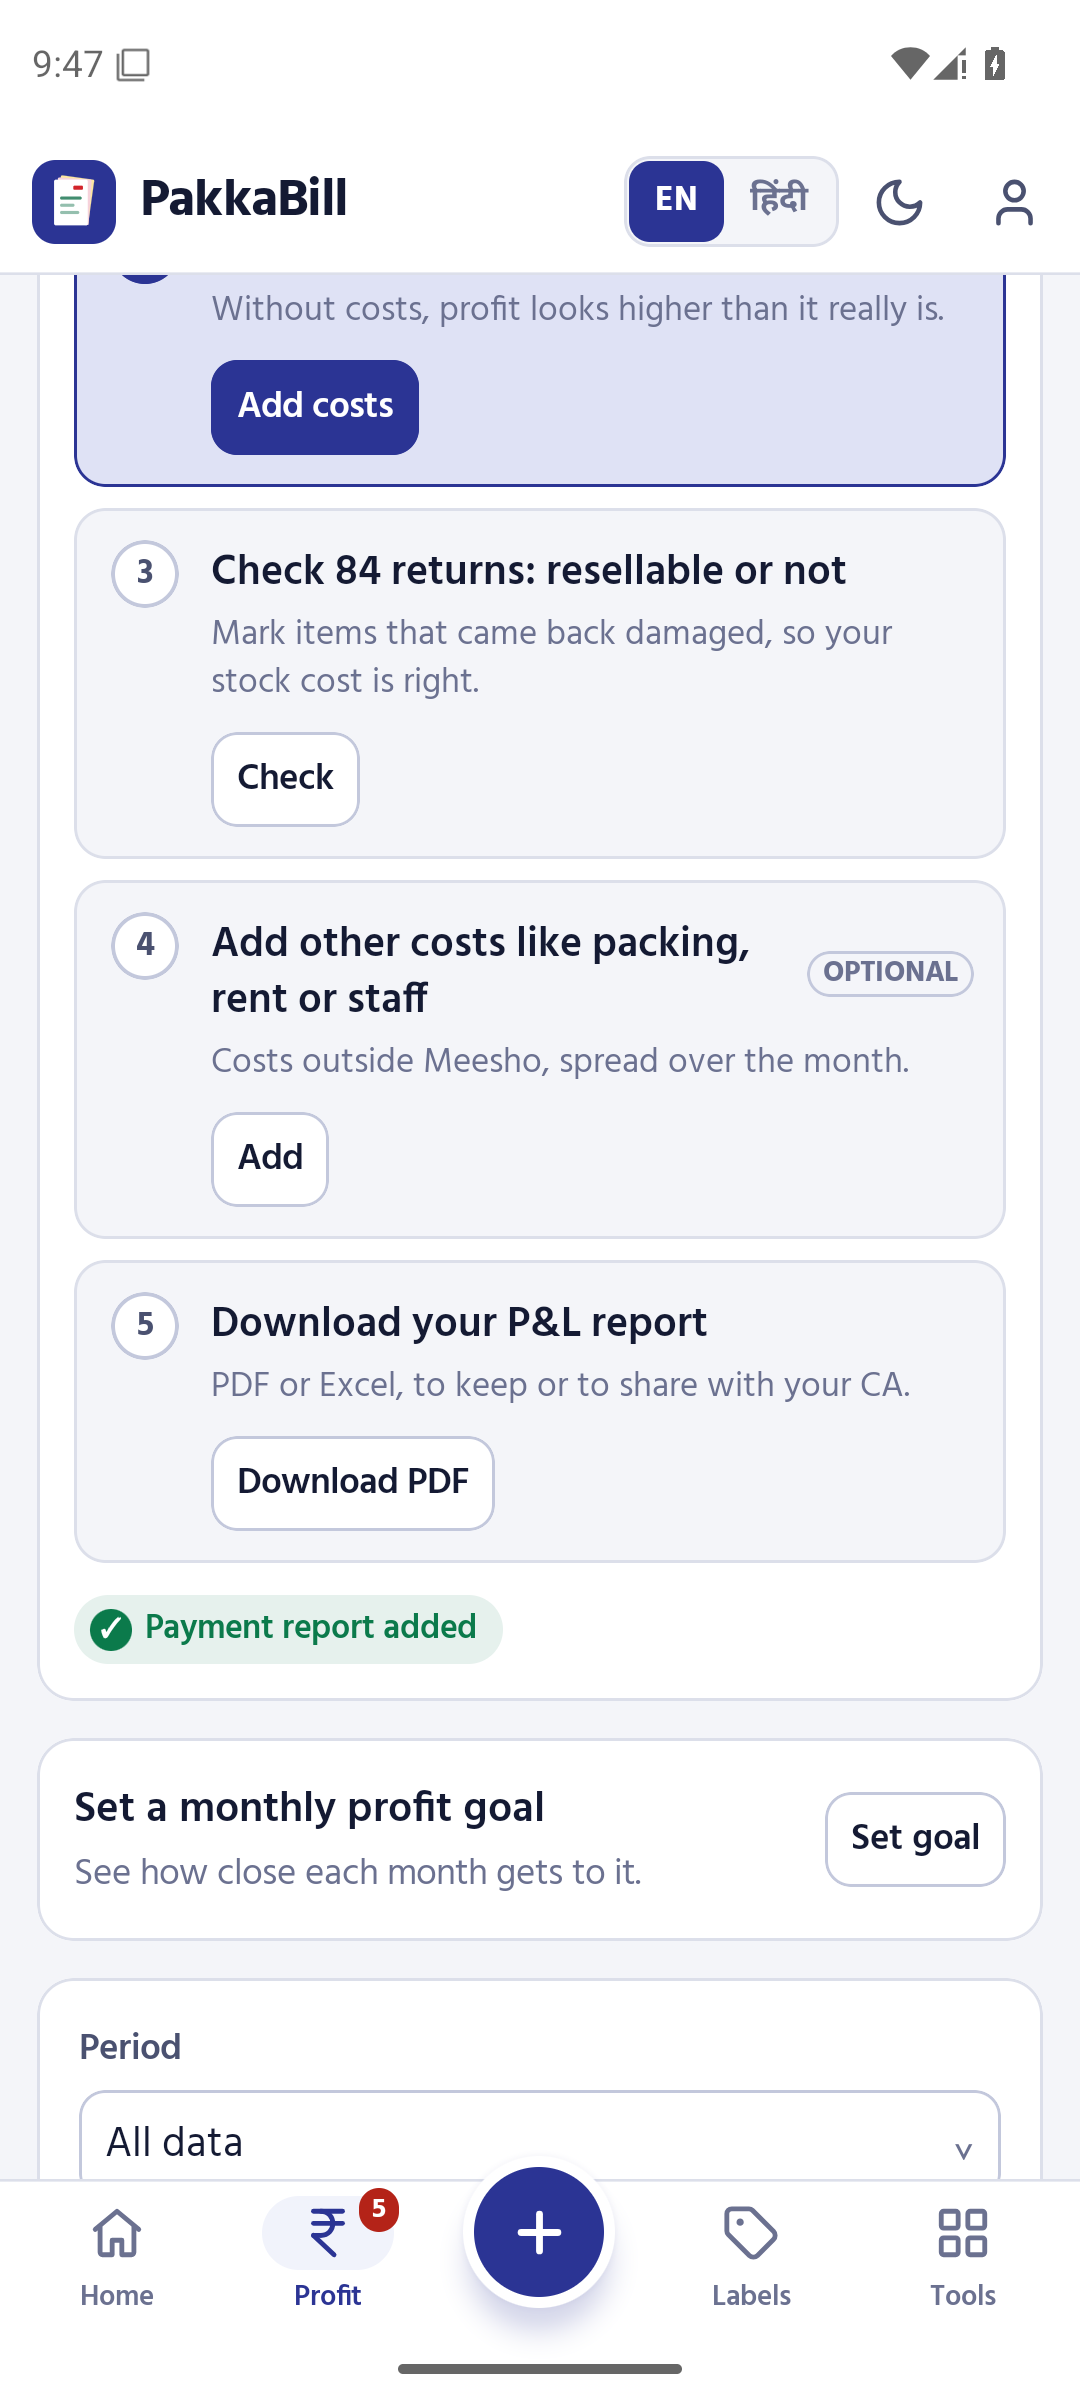 9:47
PakkaBill
EN
हिंदी
Without costs, profit looks higher than it really is.
Add costs
3
Check 84 returns: resellable or not
Mark items that came back damaged, so your
stock cost is right.
Check
4
Add other costs like packing,
rent or staff
OPTIONAL
Costs outside Meesho, spread over the month.
Add
5
Download your P&L report
PDF or Excel, to keep or to share with your CA.
Download PDF
Payment report added
Set a monthly profit goal
See how close each month gets to it.
Set goal
Period
All data
5
Home
Profit
Labels
Tools